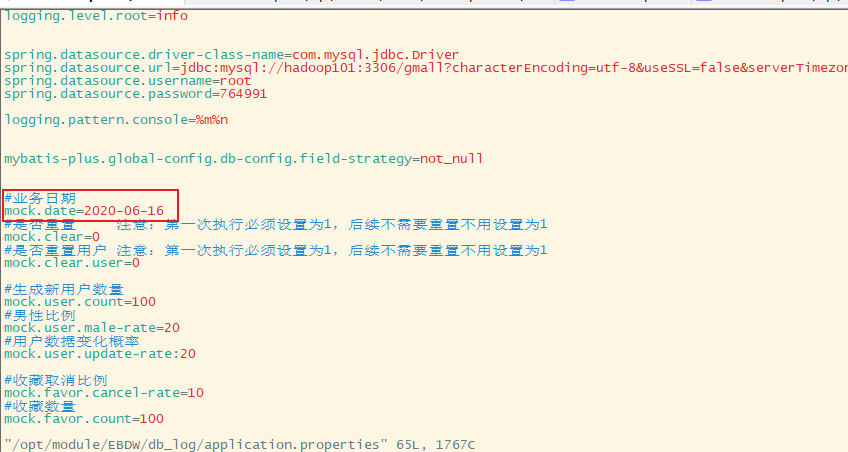 logging.level.root=info
spring.datasource.driver-class-name=com.mysql.jdbc.Driver
spring.datasource.url=jdbc:mysql://hadoop101:3306/gmall?characterEncoding=utf-8&useSSL=false&serverTimezon
spring.datasource.username=root
spring.datasource.password=764991
logging.pattern.console=%m%n
mybatis-plus.global-config.db-config.field-strategy=not_null
#业务日期
mock.date=2020-06-16
#是否重置 注意：第一次执行必须设置为1，后续不需要重置不用设置为1
mock.clear=0
#是否重置用户 注意：第一次执行必须设置为1，后续不需要重置不用设置为1
mock.clear.user=0
#生成新用户数量
mock.user.count=100
#男性比例
mock.user.male-rate=20
#用户数据变化概率
mock.user.update-rate:20
#收藏取消比例
mock.favor.cancel-rate=10
#收藏数量
mock.favor.count=100
"/opt/module/EBDW/db_log/application.properties" 65L, 1767C